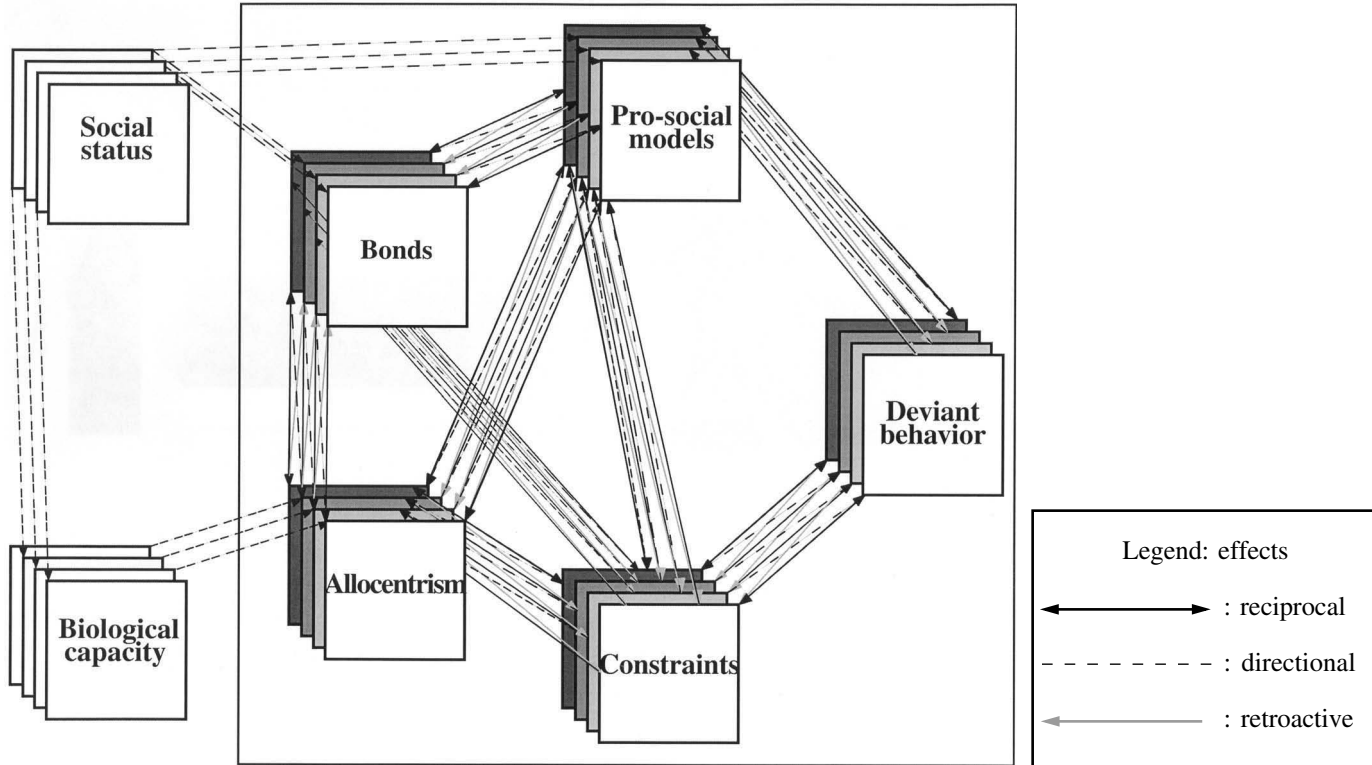 Social
status
Pro-social
models
Bonds
Deviant
behavior
Allocentrism
Biological
capacity
Constraints
Legend: effects
: reciprocal
: directional
: retroactive